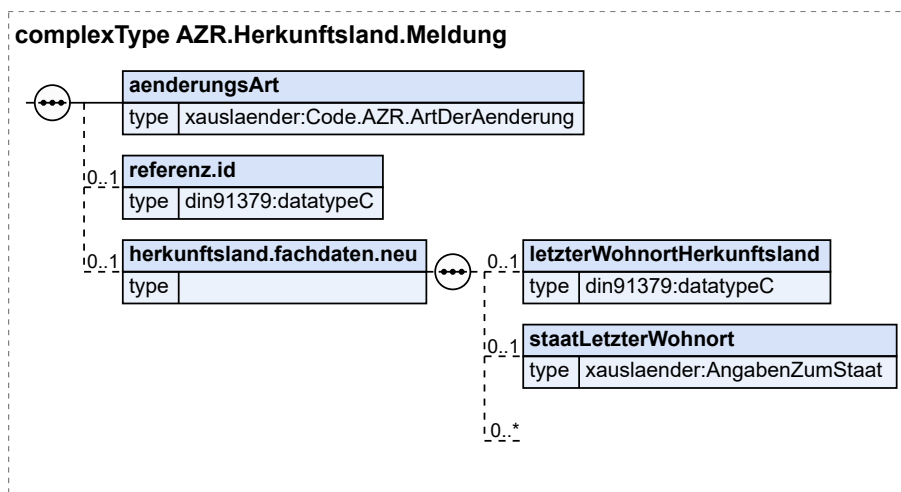 complexType AZR.Herkunftsland.Meldung
aenderungsArt
type xauslaender:Code.AZR.ArtDerAenderung
0..1 referenz.id
type din91379:datatypeC
0..1 herkunftsland.fachdaten.neu
type
0..1 letzterWohnortHerkunftsland
type din91379:datatypeC
0..1 staatLetzterWohnort
type xauslaender:AngabenZumStaat
0..*